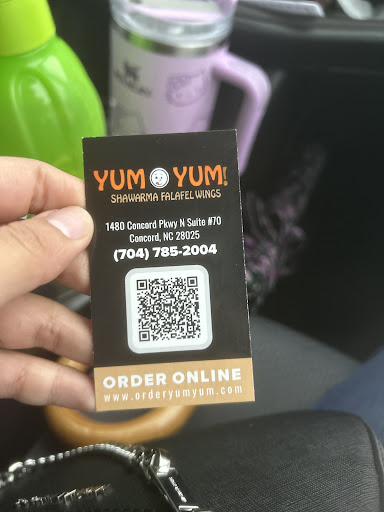 YUM YUM!
SHAWARMA FALAFEL WINGS
1480 Concord Pkwy N Suite #70
Concord, NC 28025
(704) 785-2004
ORDER ONLINE
www.orderyumyum.com